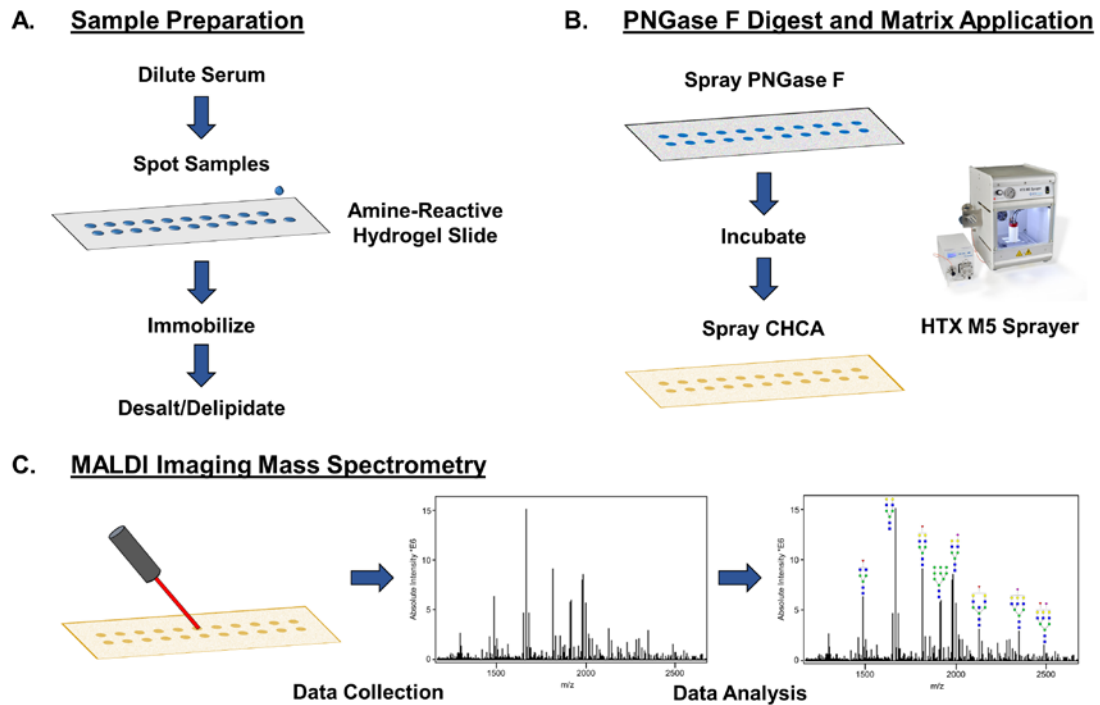 A. Sample Preparation
Dilute Serum
Spot Samples
Amine-Reactive
Hydrogel Slide
Immobilize
Desalt/Delipidate
B. PNGase F Digest and Matrix Application
Spray PNGase F
Incubate
Spray CHCA
HTX M5 Sprayer
C. MALDI Imaging Mass Spectrometry
Absolute Intensity *E6
15
10
5
0
1500
2000
2500
m/z
Data Collection
Absolute Intensity *E6
15
10
5
0
1500
2000
2500
m/z
Data Analysis